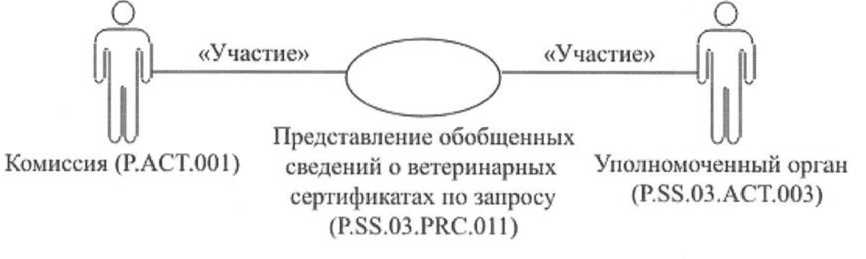 «Участие»
«Участие»
Комиссия (P.ACT.001)
Представление обобщенных
сведений о ветеринарных
сертификатах по запросу
(P.SS.03.PRC.011)
Уполномоченный орган
(P.SS.03.ACT.003)